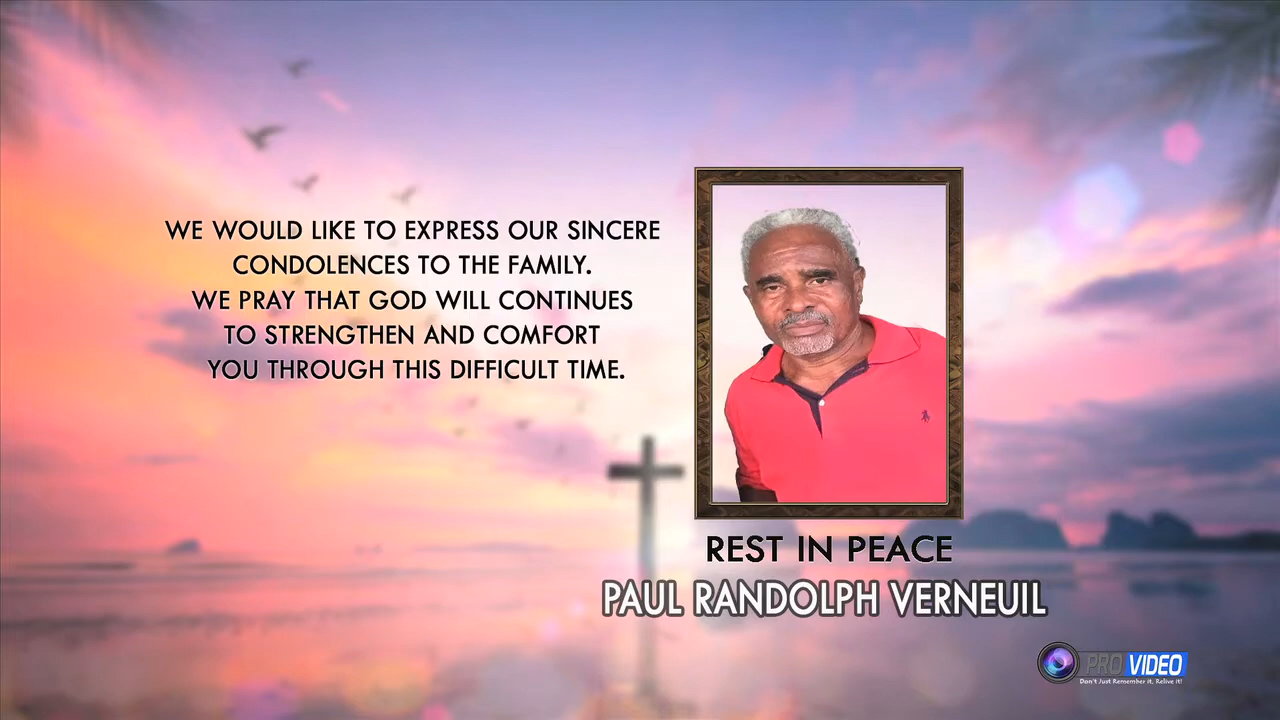 WE WOULD LIKE TO EXPRESS OUR SINCERE
CONDOLENCES TO THE FAMILY.
WE PRAY THAT GOD WILL CONTINUES
TO STRENGTHEN AND COMFORT
YOU THROUGH THIS DIFFICULT TIME.
REST IN PEACE
PAUL RANDOLPH VERNEUIL
PRO VIDEO
Don't Just Remember it, Relive it!